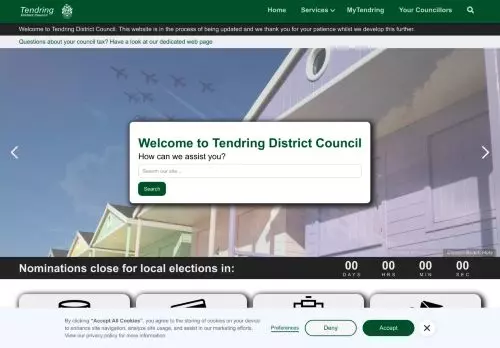 Tendring
District Council
Home
Services
MyTendring
Your Councillors
Welcome to Tendring District Council. This website is in the process of being updated and we thank you for your patience whilst we develop this further.
Questions about your council tax? Have a look at our dedicated web page
Welcome to Tendring District Council
How can we assist you?
Search our site...
Search
Beach Huts
Nominations close for local elections in:
00 00 00 00
DAYS HRS MIN SEC
By clicking “Accept All Cookies”, you agree to the storing of cookies on your device
to enhance site navigation, analyze site usage, and assist in our marketing efforts.
View our privacy policy for more information.
Preferences
Deny
Accept